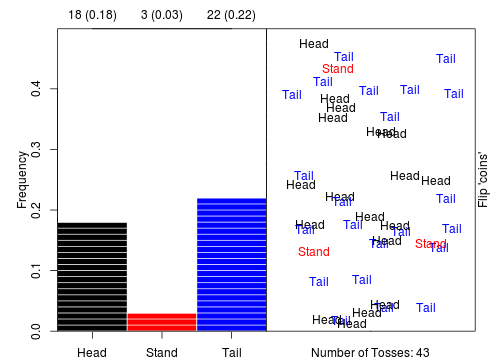 18 (0.18) 3 (0.03) 22 (0.22)
Frequency
0.0 0.1 0.2 0.3 0.4
Head Stand Tail
Head
Tail Tail
Stand
Tail
Tail Head Tail Tail Tail
Head
Head Tail
Head Head
Tail Head Head
Head Head Tail Tail
Head
Head Tail Tail Head Tail Tail
Tail Head Stand Tail
Stand
Tail Tail
Head Tail Tail
Head
Head Tail Head
Flip 'coins'
Number of Tosses: 43